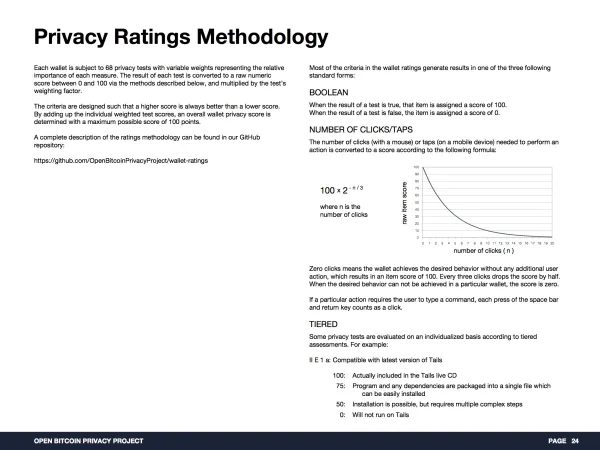 Privacy Ratings Methodology
Each wallet is subject to 68 privacy tests with variable weights representing the relative
importance of each measure. The result of each test is converted to a raw numeric
score between 0 and 100 via the methods described below, and multiplied by the test's
weighting factor.
The criteria are designed such that a higher score is always better than a lower score.
By adding up the individual weighted test scores, an overall wallet privacy score is
determined with a maximum possible score of 100 points.
A complete description of the ratings methodology can be found in our GitHub
repository:
https://github.com/OpenBitcoinPrivacyProject/wallet-ratings
Most of the criteria in the wallet ratings generate results in one of the three following
standard forms:
BOOLEAN
When the result of a test is true, that item is assigned a score of 100.
When the result of a test is false, the item is assigned a score of 0.
NUMBER OF CLICKS/TAPS
The number of clicks (with a mouse) or taps (on a mobile device) needed to perform an
action is converted to a score according to the following formula:
100 × 2 - n / 3
where n is the
number of clicks
raw item score
100
90
80
70
60
50
40
30
20
10
0
0 1 2 3 4 5 6 7 8 9 10 11 12 13 14 15 16 17 18 19 20
number of clicks ( n )
Zero clicks means the wallet achieves the desired behavior without any additional user
action, which results in an item score of 100. Every three clicks drops the score by half.
When the desired behavior can not be achieved in a particular wallet, the score is zero.
If a particular action requires the user to type a command, each press of the space bar
and return key counts as a click.
TIERED
Some privacy tests are evaluated on an individualized basis according to tiered
assessments. For example:
II E 1 a: Compatible with latest version of Tails
100: Actually included in the Tails live CD
75: Program and any dependencies are packaged into a single file which
can be easily installed
50: Installation is possible, but requires multiple complex steps
0: Will not run on Tails
OPEN BITCOIN PRIVACY PROJECT
PAGE 24